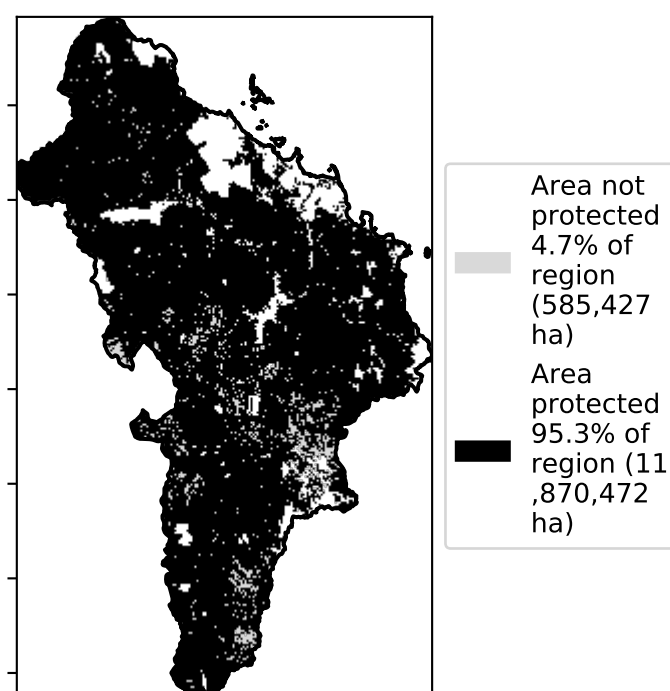 Area not
protected
4.7% of
region
(585,427
ha)
Area
protected
95.3% of
region (11
,870,472
ha)